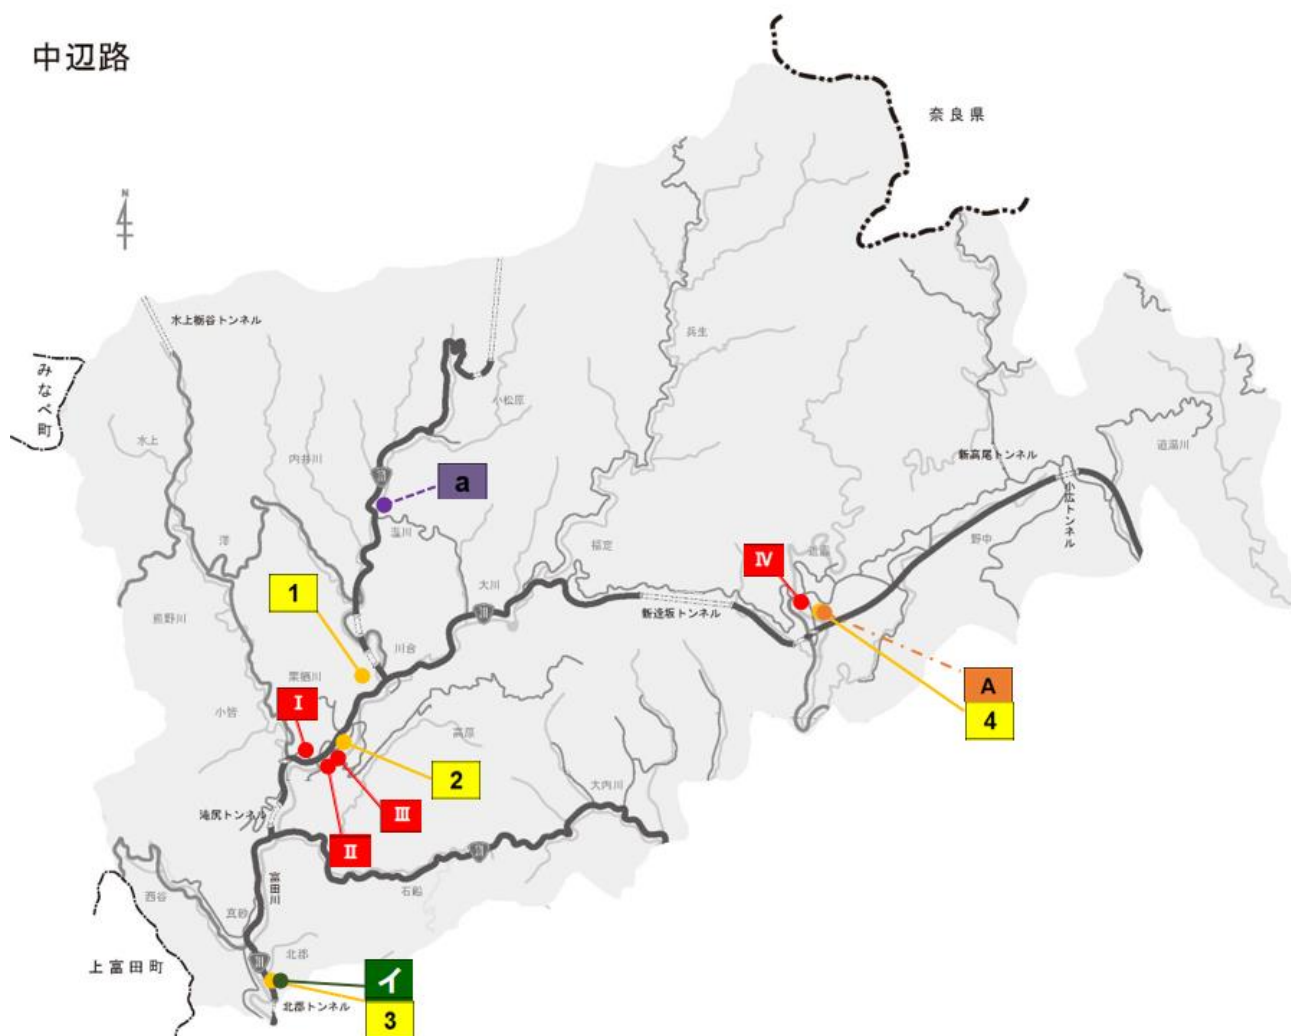 中辺路
奈良県
N
水上栃谷トンネル
みなべ町
兵生
小松原
水上
道湯川
内井川
新高尾トンネル
小広トンネル
a
温川
澤
福定
野中
Ⅳ
大川
1
新逢坂トンネル
熊野川
川合
栗栖川
A
Ⅰ
小皆
4
高原
2
大内川
滝尻トンネル
Ⅲ
Ⅱ
富田川
石船
西谷
真砂
北郡
上富田町
イ
北郡トンネル
3